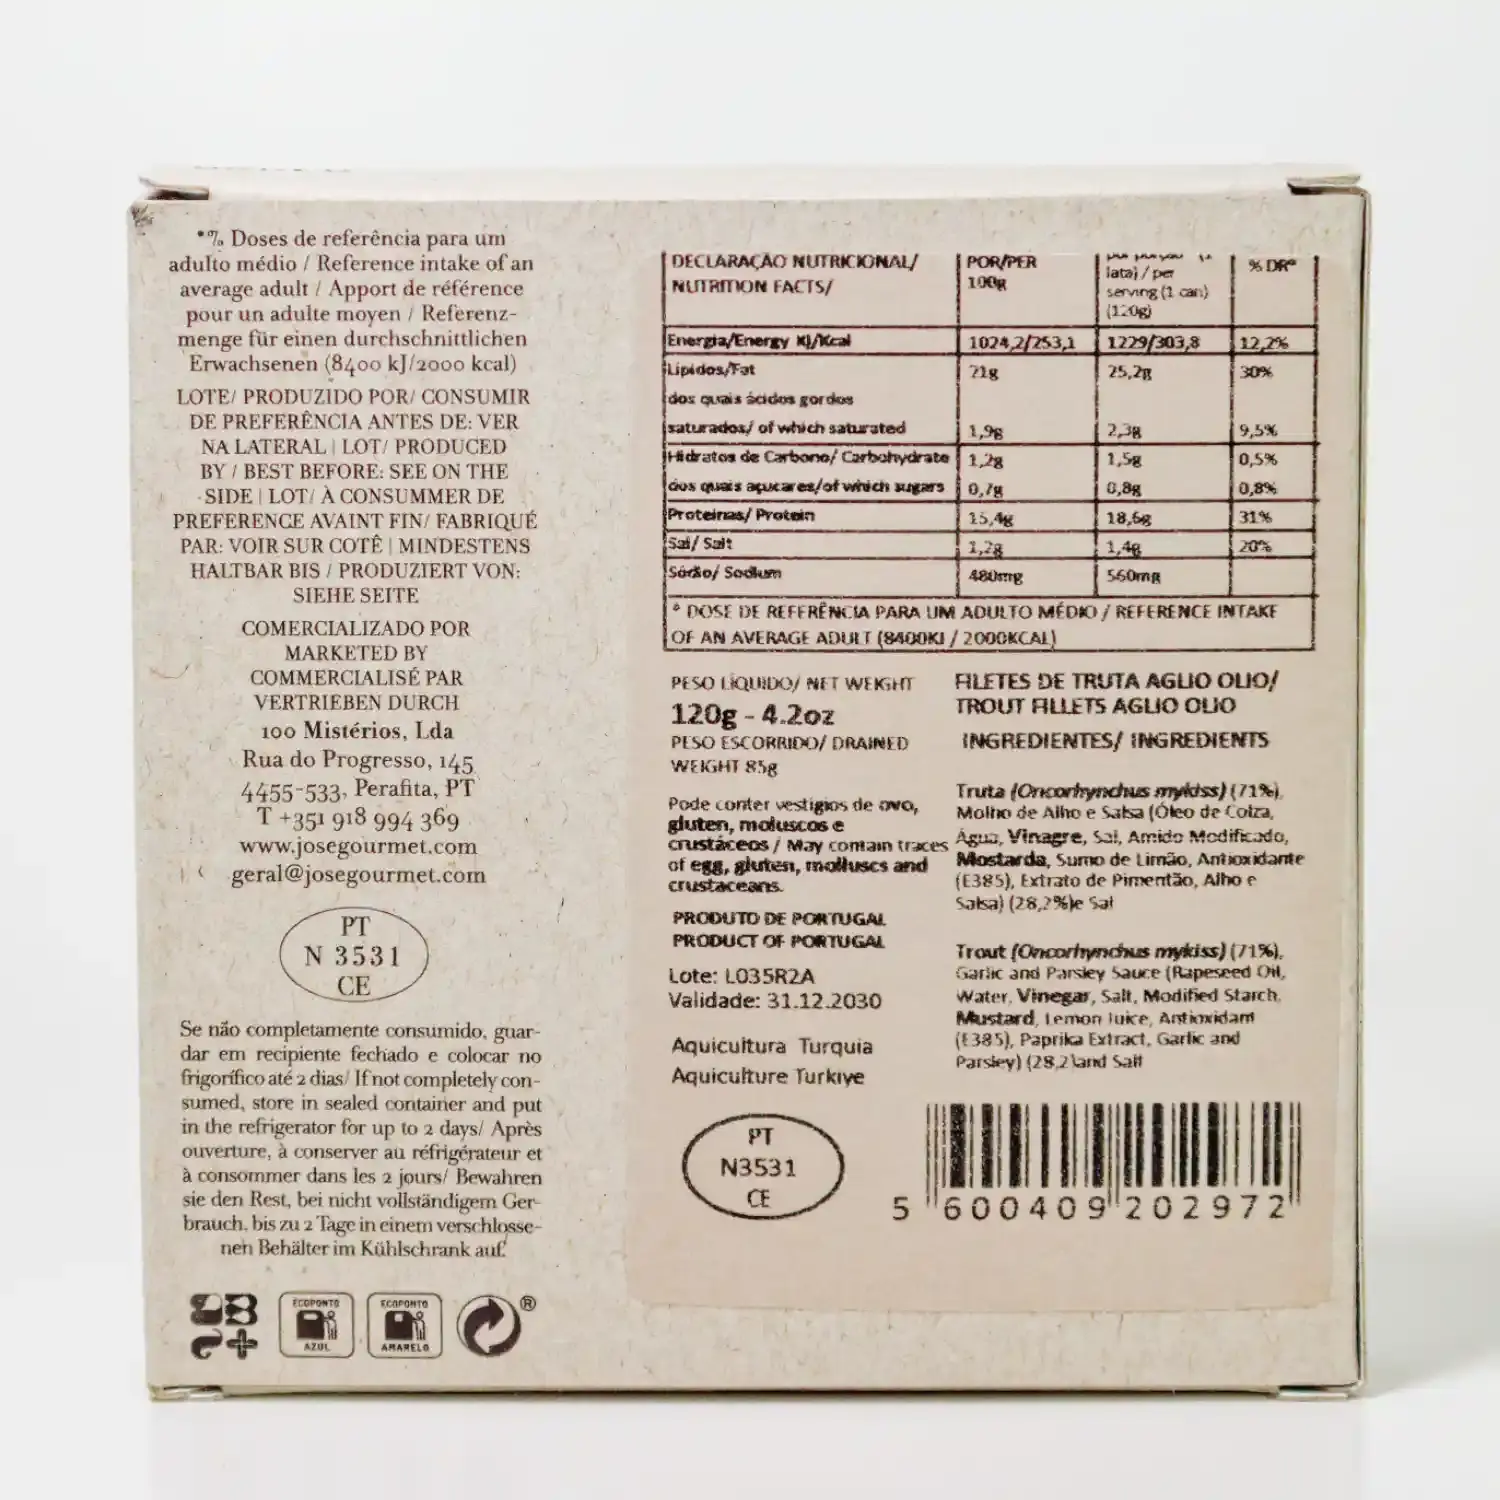 *% Doses de referência para um
adulto médio / Reference intake of an
average adult / Apport de référence
pour un adulte moyen / Referenz-
menge für einen durchschnittlichen
Erwachsenen (8400 kJ/2000 kcal)
LOTE/ PRODUZIDO POR/ CONSUMIR
DE PREFERÊNCIA ANTES DE: VER
NA LATERAL | LOT/ PRODUCED
BY / BEST BEFORE: SEE ON THE
SIDE | LOT/ À CONSUMMER DE
PREFERENCE AVAINT FIN/ FABRIQUÉ
PAR: VOIR SUR COTÊ | MINDESTENS
HALTBAR BIS / PRODUZIERT VON:
SIEHE SEITE
COMERCIALIZADO POR
MARKETED BY
COMMERCIALISÉ PAR
VERTRIEBEN DURCH
100 Mistérios, Lda
Rua do Progresso, 145
4455-533, Perafita, PT
T +351 918 994 369
www.josegourmet.com
geral@josegourmet.com
PT
N 3531
CE
Se não completamente consumido, guar-
dar em recipiente fechado e colocar no
frigorífico até 2 dias/ If not completely con-
sumed, store in sealed container and put
in the refrigerator for up to 2 days/ Après
ouverture, à conserver au réfrigérateur et
à consommer dans les 2 jours/ Bewahren
sie den Rest, bei nicht vollständigem Ger-
brauch, bis zu 2 Tage in einem verschlosse-
nen Behälter im Kühlschrank auf.
ECOPONTO
AZUL
ECOPONTO
AMARELO
®
DECLARAÇÃO NUTRICIONAL/
NUTRITION FACTS/
POR/PER
100g
lata) / per
serving (1 can)
(120g)
% DR*
Energia/Energy KJ/Kcal 1024,2/253,1 1229/303,8 12,2%
Lipidos/Fat 21g 25,2g 30%
dos quais ácidos gordos
saturados/ of which saturated 1,9g 2,3g 9,5%
Hidratos de Carbono/ Carbohydrate 1,2g 1,5g 0,5%
dos quais açucares/of which sugars 0,7g 0,8g 0,8%
Proteinas/ Protein 15,4g 18,6g 31%
Sal/ Salt 1,2g 1,4g 20%
Sódio/ Sodium 480mg 560mg
* DOSE DE REFERÊNCIA PARA UM ADULTO MÉDIO / REFERENCE INTAKE
OF AN AVERAGE ADULT (8400KJ / 2000KCAL)
PESO LÍQUIDO/ NET WEIGHT
120g - 4.2oz
PESO ESCORRIDO/ DRAINED
WEIGHT 85g
Pode conter vestígios de ovo,
gluten, moluscos e
crustáceos / May contain traces
of egg, gluten, molluscs and
crustaceans.
PRODUTO DE PORTUGAL
PRODUCT OF PORTUGAL
Lote: L035R2A
Validade: 31.12.2030
Aquicultura Turquia
Aquiculture Turkiye
PT
N3531
CE
FILETES DE TRUTA AGLIO OLIO/
TROUT FILLETS AGLIO OLIO
INGREDIENTES/ INGREDIENTS
Truta (Oncorhynchus mykiss) (71%),
Molho de Alho e Salsa (Óleo de Colza,
Água, Vinagre, Sal, Amido Modificado,
Mostarda, Sumo de Limão, Antioxidante
(E385), Extrato de Pimentão, Alho e
Salsa) (28,2%)e Sal
Trout (Oncorhynchus mykiss) (71%),
Garlic and Parsley Sauce (Rapeseed Oil,
Water, Vinegar, Salt, Modified Starch,
Mustard, Lemon Juice, Antioxidant
(E385), Paprika Extract, Garlic and
Parsley) (28,2\and Salt
5 600409 202972